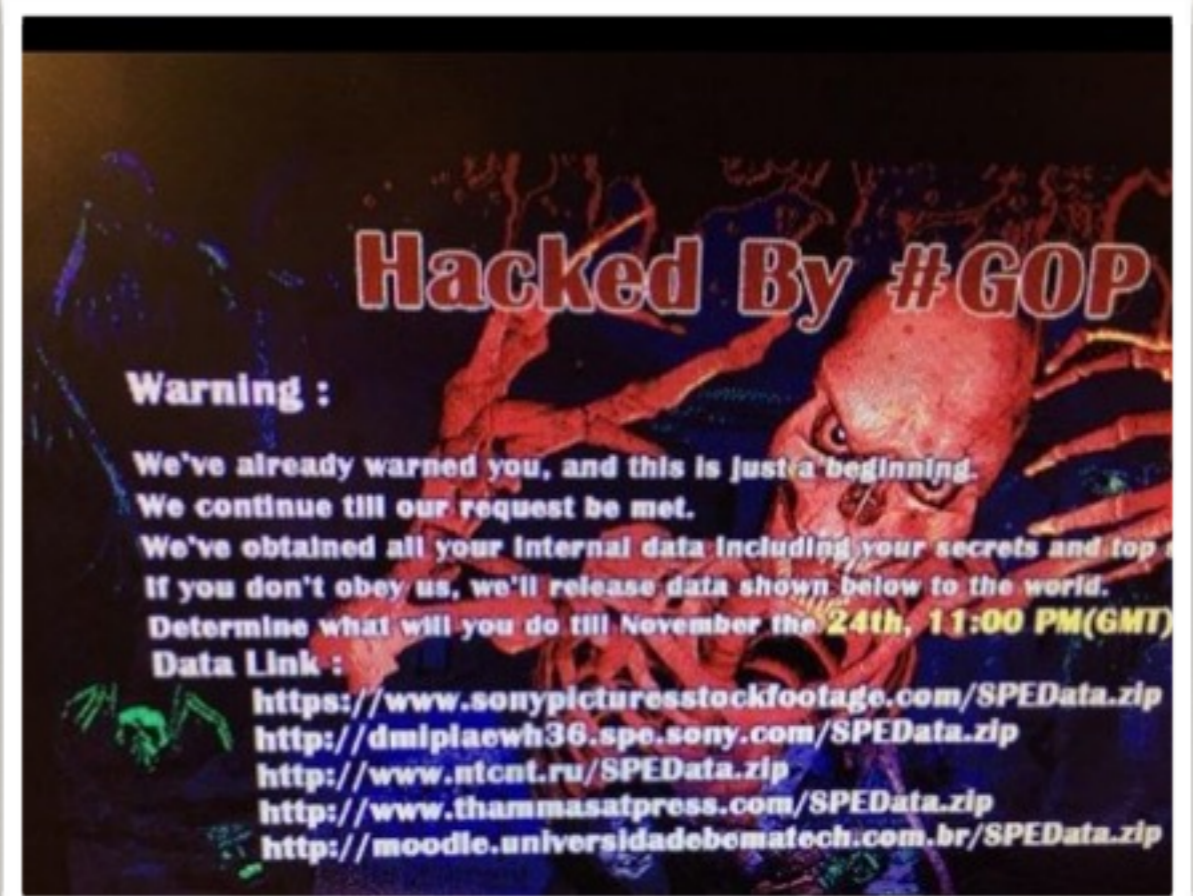 Hacked By #GOP
Warning :
We've already warned you, and this is just a beginning.
We continue till our request be met.
We've obtained all your internal data including your secrets and top
If you don't obey us, we'll release data shown below to the world.
Determine what will you do till November the 24th, 11:00 PM(GMT)
Data Link :
https://www.sonypicturesstockfootage.com/SPEData.zip
http://dmiplaewh36.spe.sony.com/SPEData.zip
http://www.ntcnt.ru/SPEData.zip
http://www.thammasatpress.com/SPEData.zip
http://moodle.universidadebematech.com.br/SPEData.zip